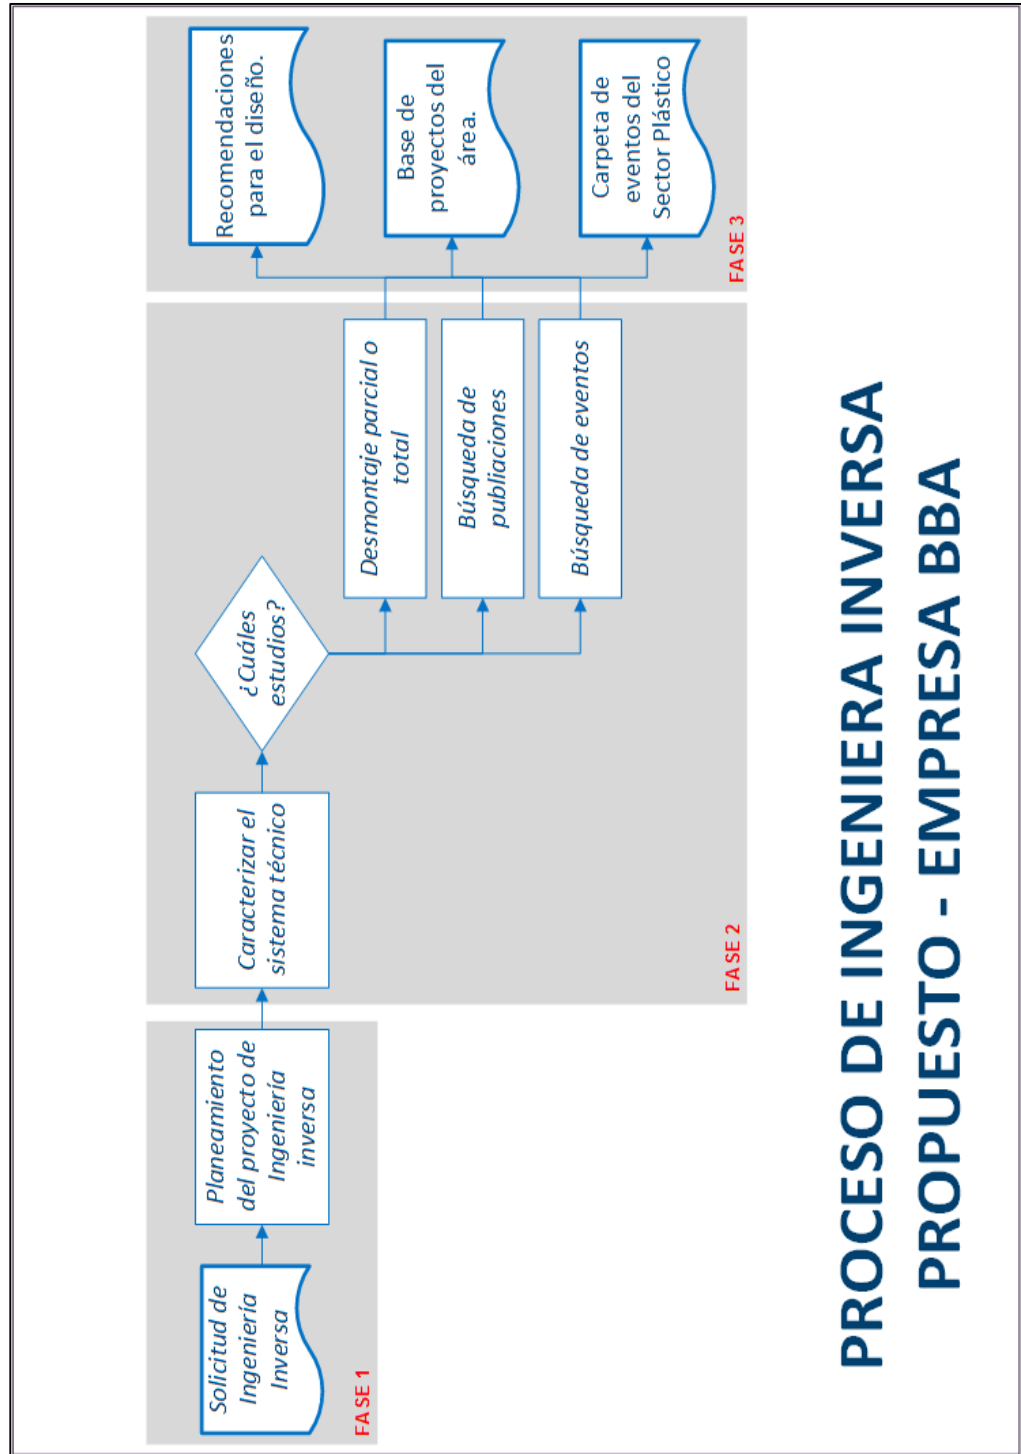 Solicitud de
Ingeniería
Inversa
Planeamiento
del proyecto de
Ingeniería
inversa
FASE 1
Caracterizar el
sistema técnico
¿Cuáles
estudios?
Desmontaje parcial o
total
Búsqueda de
publiaciones
Búsqueda de eventos
FASE 2
Recomendaciones
para el diseño.
Base de
proyectos del
área.
Carpeta de
eventos del
Sector Plástico
FASE 3
PROCESO DE INGENIERA INVERSA
PROPUESTO - EMPRESA BBA